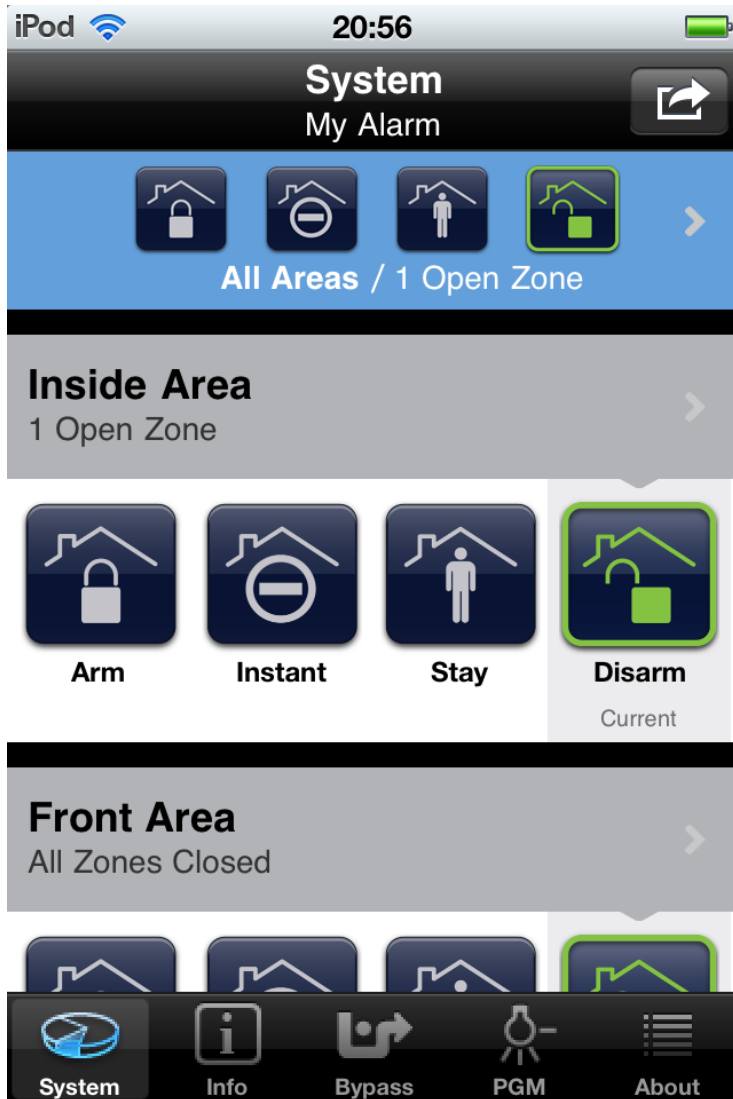 iPod 20:56
System
My Alarm
All Areas / 1 Open Zone
Inside Area
1 Open Zone
Arm Instant Stay Disarm
Current
Front Area
All Zones Closed
System Info Bypass PGM About